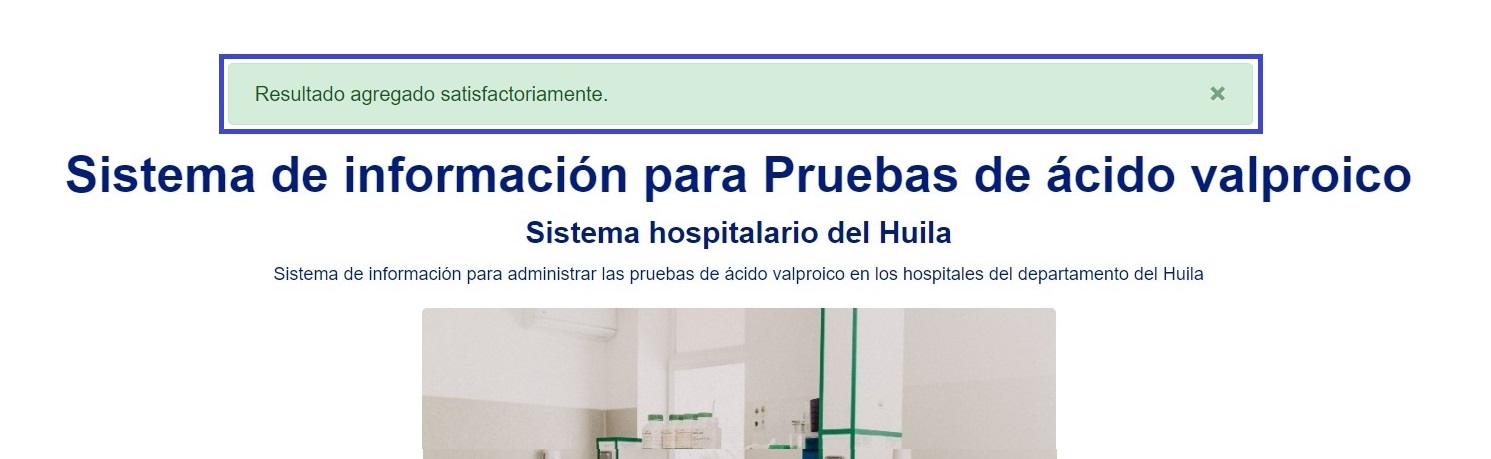 Resultado agregado satisfactoriamente.
Sistema de información para Pruebas de ácido valproico
Sistema hospitalario del Huila
Sistema de información para administrar las pruebas de ácido valproico en los hospitales del departamento del Huila